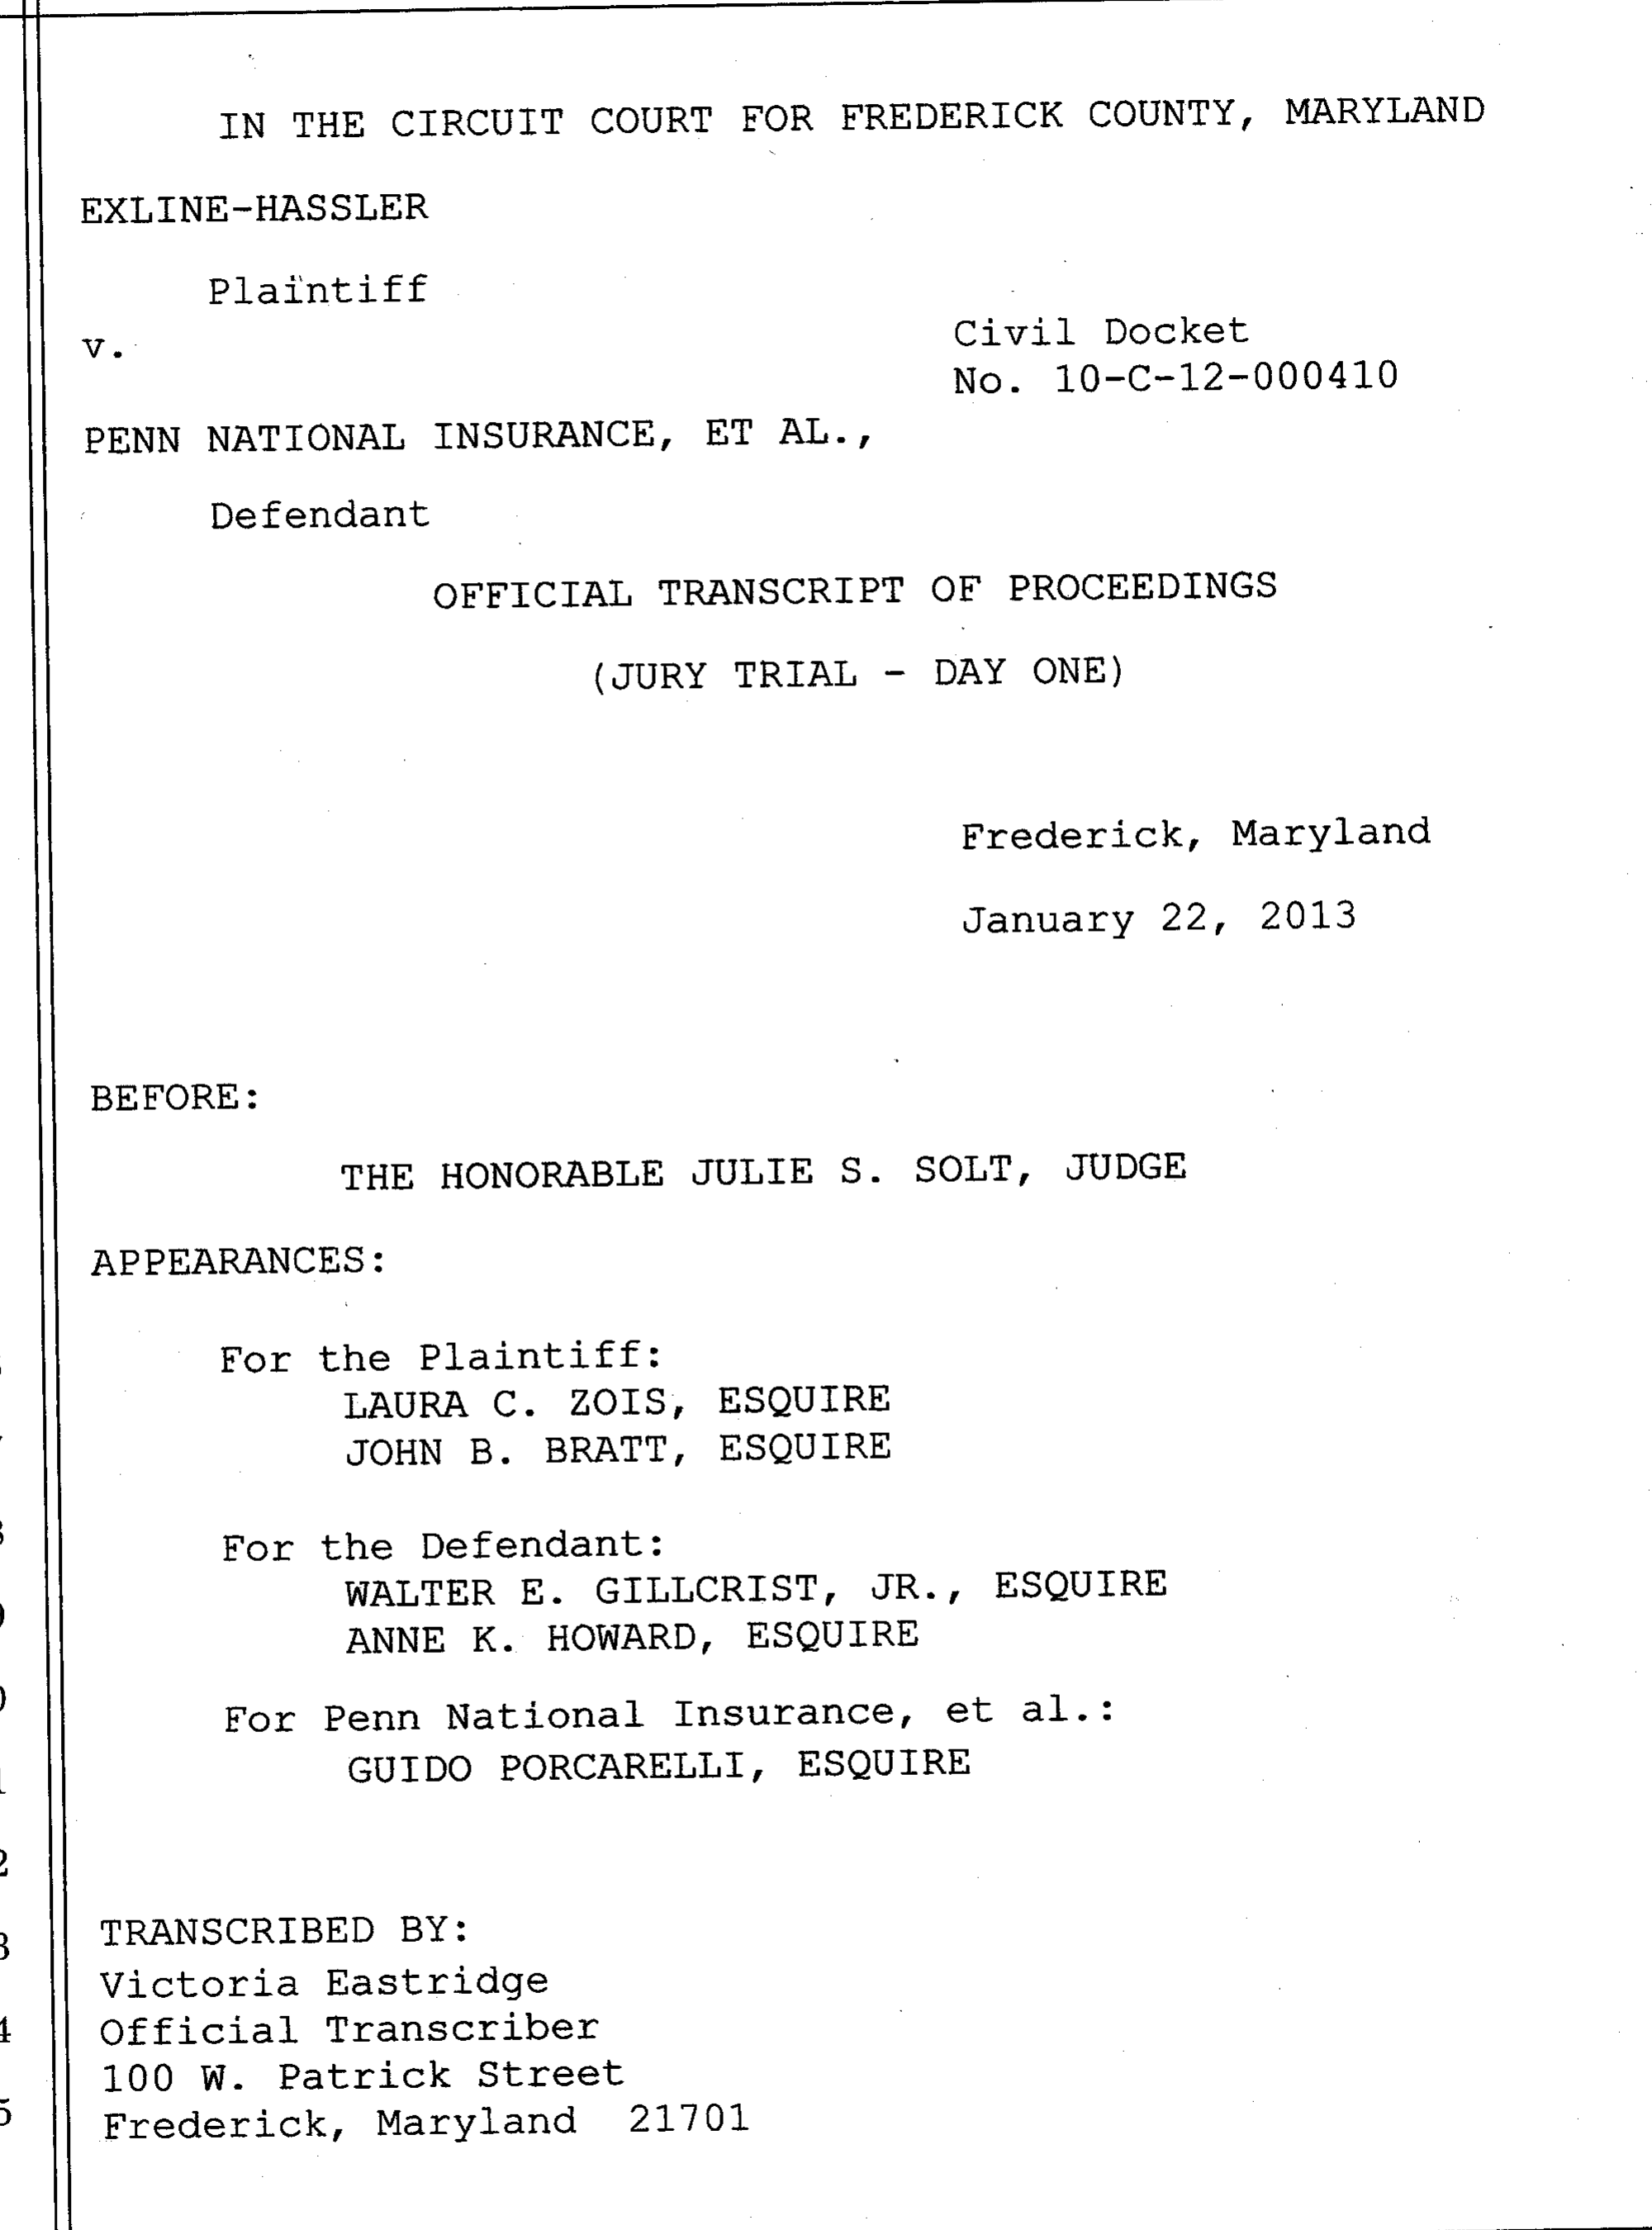 IN THE CIRCUIT COURT FOR FREDERICK COUNTY, MARYLAND
EXLINE-HASSLER
Plaintiff
v.
Civil Docket
No. 10-C-12-000410
PENN NATIONAL INSURANCE, ET AL.,
Defendant
OFFICIAL TRANSCRIPT OF PROCEEDINGS
(JURY TRIAL - DAY ONE)
Frederick, Maryland
January 22, 2013
BEFORE:
THE HONORABLE JULIE S. SOLT, JUDGE
APPEARANCES:
For the Plaintiff:
LAURA C. ZOIS, ESQUIRE
JOHN B. BRATT, ESQUIRE
For the Defendant:
WALTER E. GILLCRIST, JR., ESQUIRE
ANNE K. HOWARD, ESQUIRE
For Penn National Insurance, et al.:
GUIDO PORCARELLI, ESQUIRE
TRANSCRIBED BY:
Victoria Eastridge
Official Transcriber
100 W. Patrick Street
Frederick, Maryland 21701